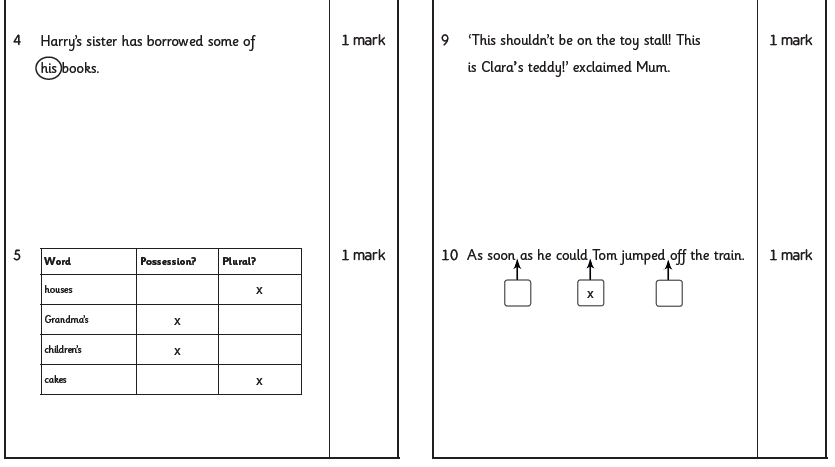 4 Harry's sister has borrowed some of 1 mark
his books.
5 1 mark
Word Possession? Plural?
houses x
Grandma's x
children's x
cakes x
9 ‘This shouldn't be on the toy stall! This 1 mark
is Clara's teddy!’ exclaimed Mum.
10 As soon as he could Tom jumped off the train. 1 mark
x